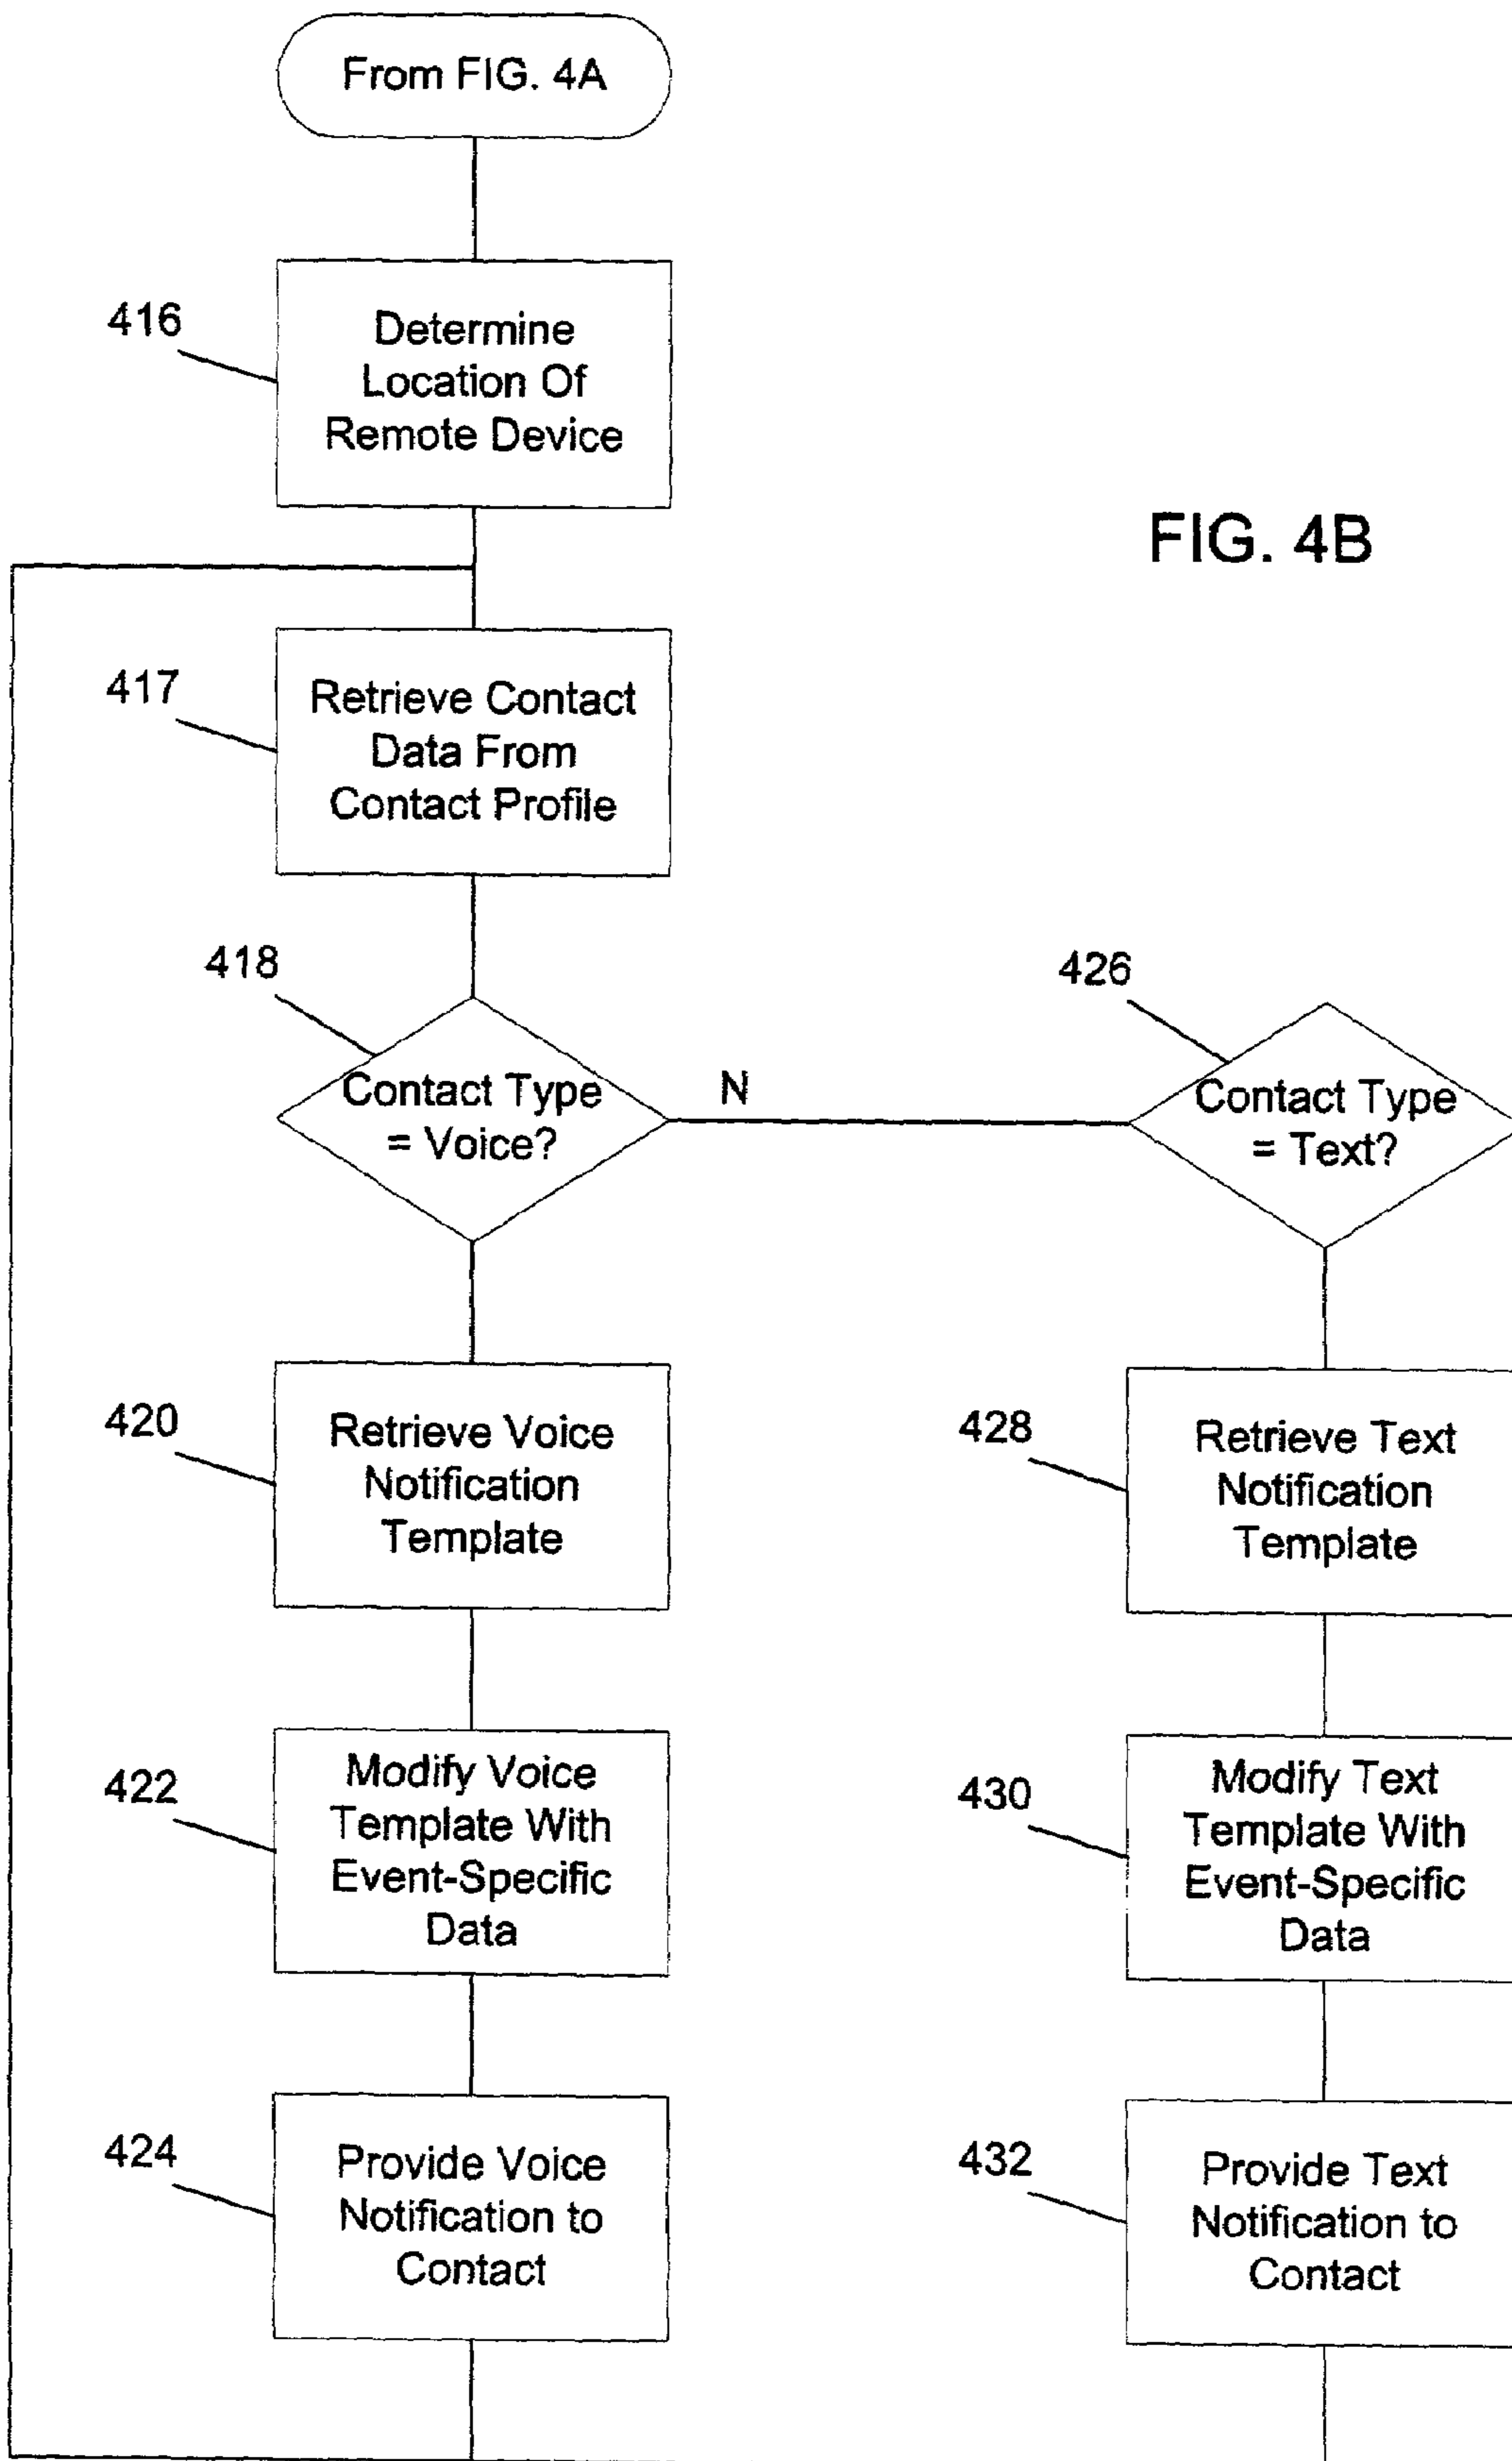 From FIG. 4A
416
Determine
Location Of
Remote Device
FIG. 4B
417
Retrieve Contact
Data From
Contact Profile
418
Contact Type
= Voice?
N
426
Contact Type
= Text?
420
Retrieve Voice
Notification
Template
428
Retrieve Text
Notification
Template
422
Modify Voice
Template With
Event-Specific
Data
430
Modify Text
Template With
Event-Specific
Data
424
Provide Voice
Notification to
Contact
432
Provide Text
Notification to
Contact